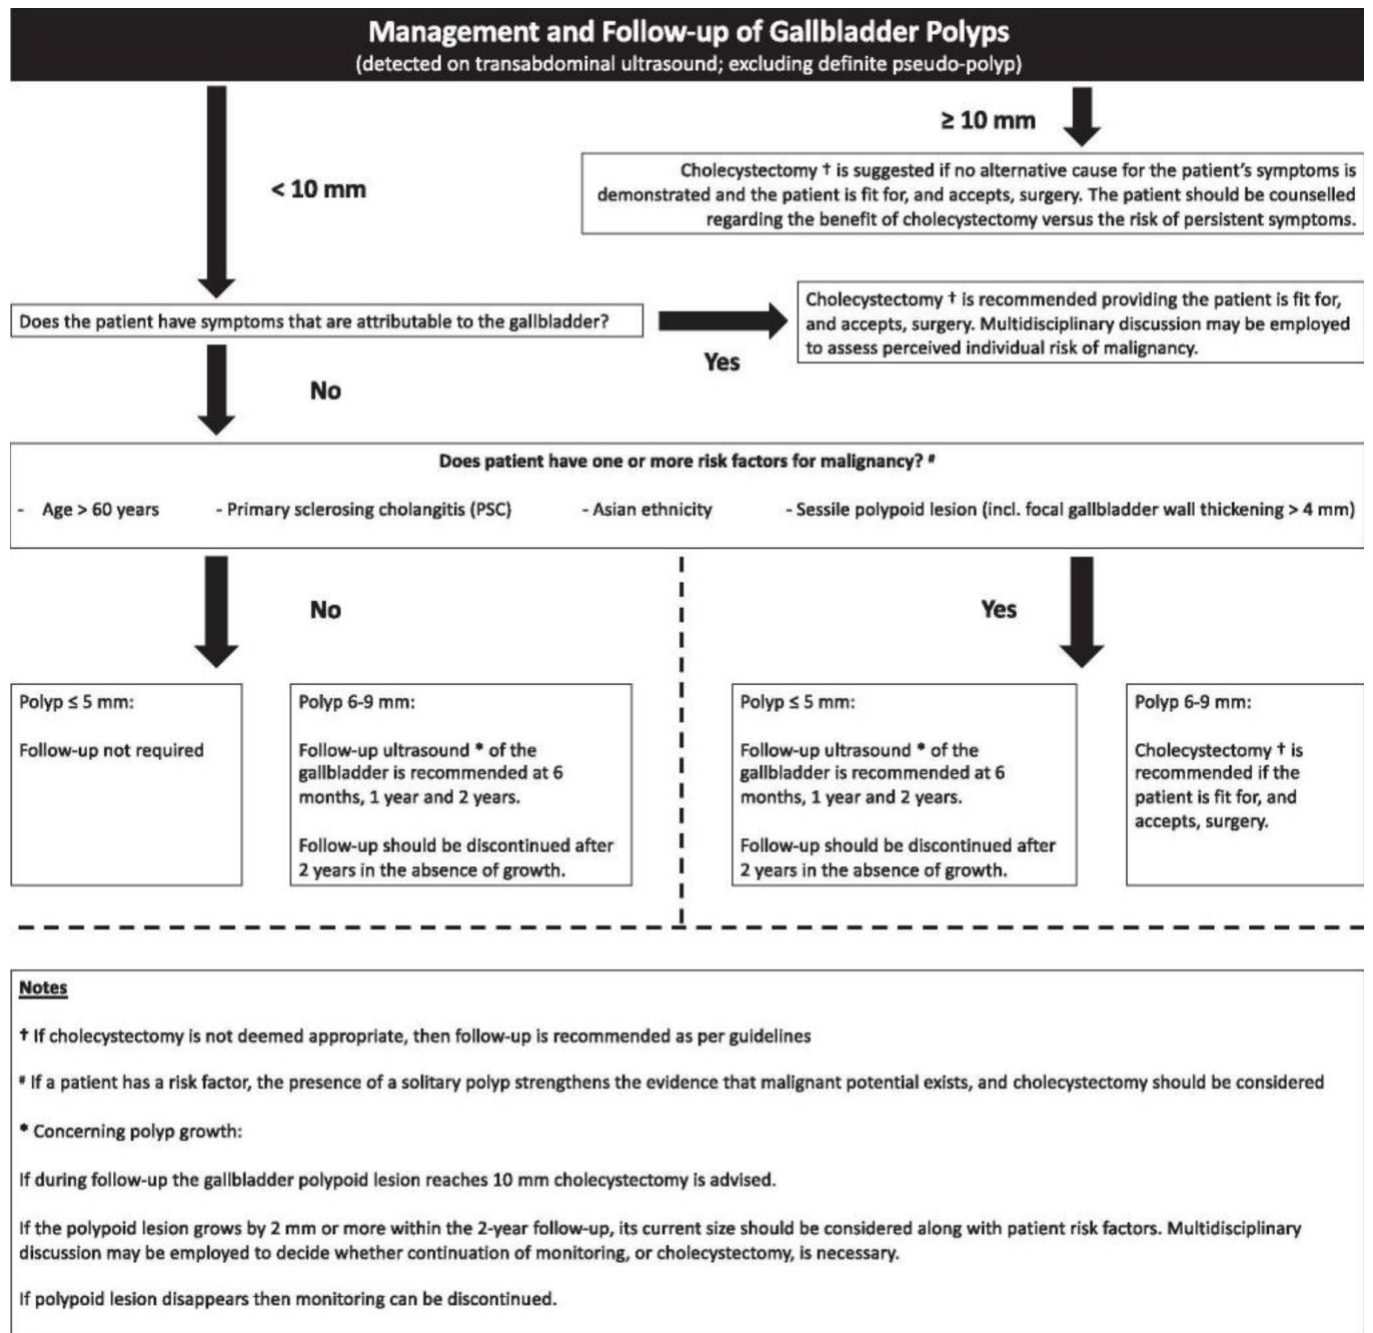 Management and Follow-up of Gallbladder Polyps
(detected on transabdominal ultrasound; excluding definite pseudo-polyp)
≥ 10 mm
Cholecystectomy † is suggested if no alternative cause for the patient's symptoms is
demonstrated and the patient is fit for, and accepts, surgery. The patient should be counselled
regarding the benefit of cholecystectomy versus the risk of persistent symptoms.
< 10 mm
Does the patient have symptoms that are attributable to the gallbladder?
Yes
Cholecystectomy † is recommended providing the patient is fit for,
and accepts, surgery. Multidisciplinary discussion may be employed
to assess perceived individual risk of malignancy.
No
Does patient have one or more risk factors for malignancy? #
- Age > 60 years
- Primary sclerosing cholangitis (PSC)
- Asian ethnicity
- Sessile polypoid lesion (incl. focal gallbladder wall thickening > 4 mm)
No
Yes
Polyp ≤ 5 mm:
Follow-up not required
Polyp 6-9 mm:
Follow-up ultrasound * of the
gallbladder is recommended at 6
months, 1 year and 2 years.
Follow-up should be discontinued after
2 years in the absence of growth.
Polyp ≤ 5 mm:
Follow-up ultrasound * of the
gallbladder is recommended at 6
months, 1 year and 2 years.
Follow-up should be discontinued after
2 years in the absence of growth.
Polyp 6-9 mm:
Cholecystectomy † is
recommended if the
patient is fit for, and
accepts, surgery.
Notes
† If cholecystectomy is not deemed appropriate, then follow-up is recommended as per guidelines
# If a patient has a risk factor, the presence of a solitary polyp strengthens the evidence that malignant potential exists, and cholecystectomy should be considered
* Concerning polyp growth:
If during follow-up the gallbladder polypoid lesion reaches 10 mm cholecystectomy is advised.
If the polypoid lesion grows by 2 mm or more within the 2-year follow-up, its current size should be considered along with patient risk factors. Multidisciplinary
discussion may be employed to decide whether continuation of monitoring, or cholecystectomy, is necessary.
If polypoid lesion disappears then monitoring can be discontinued.